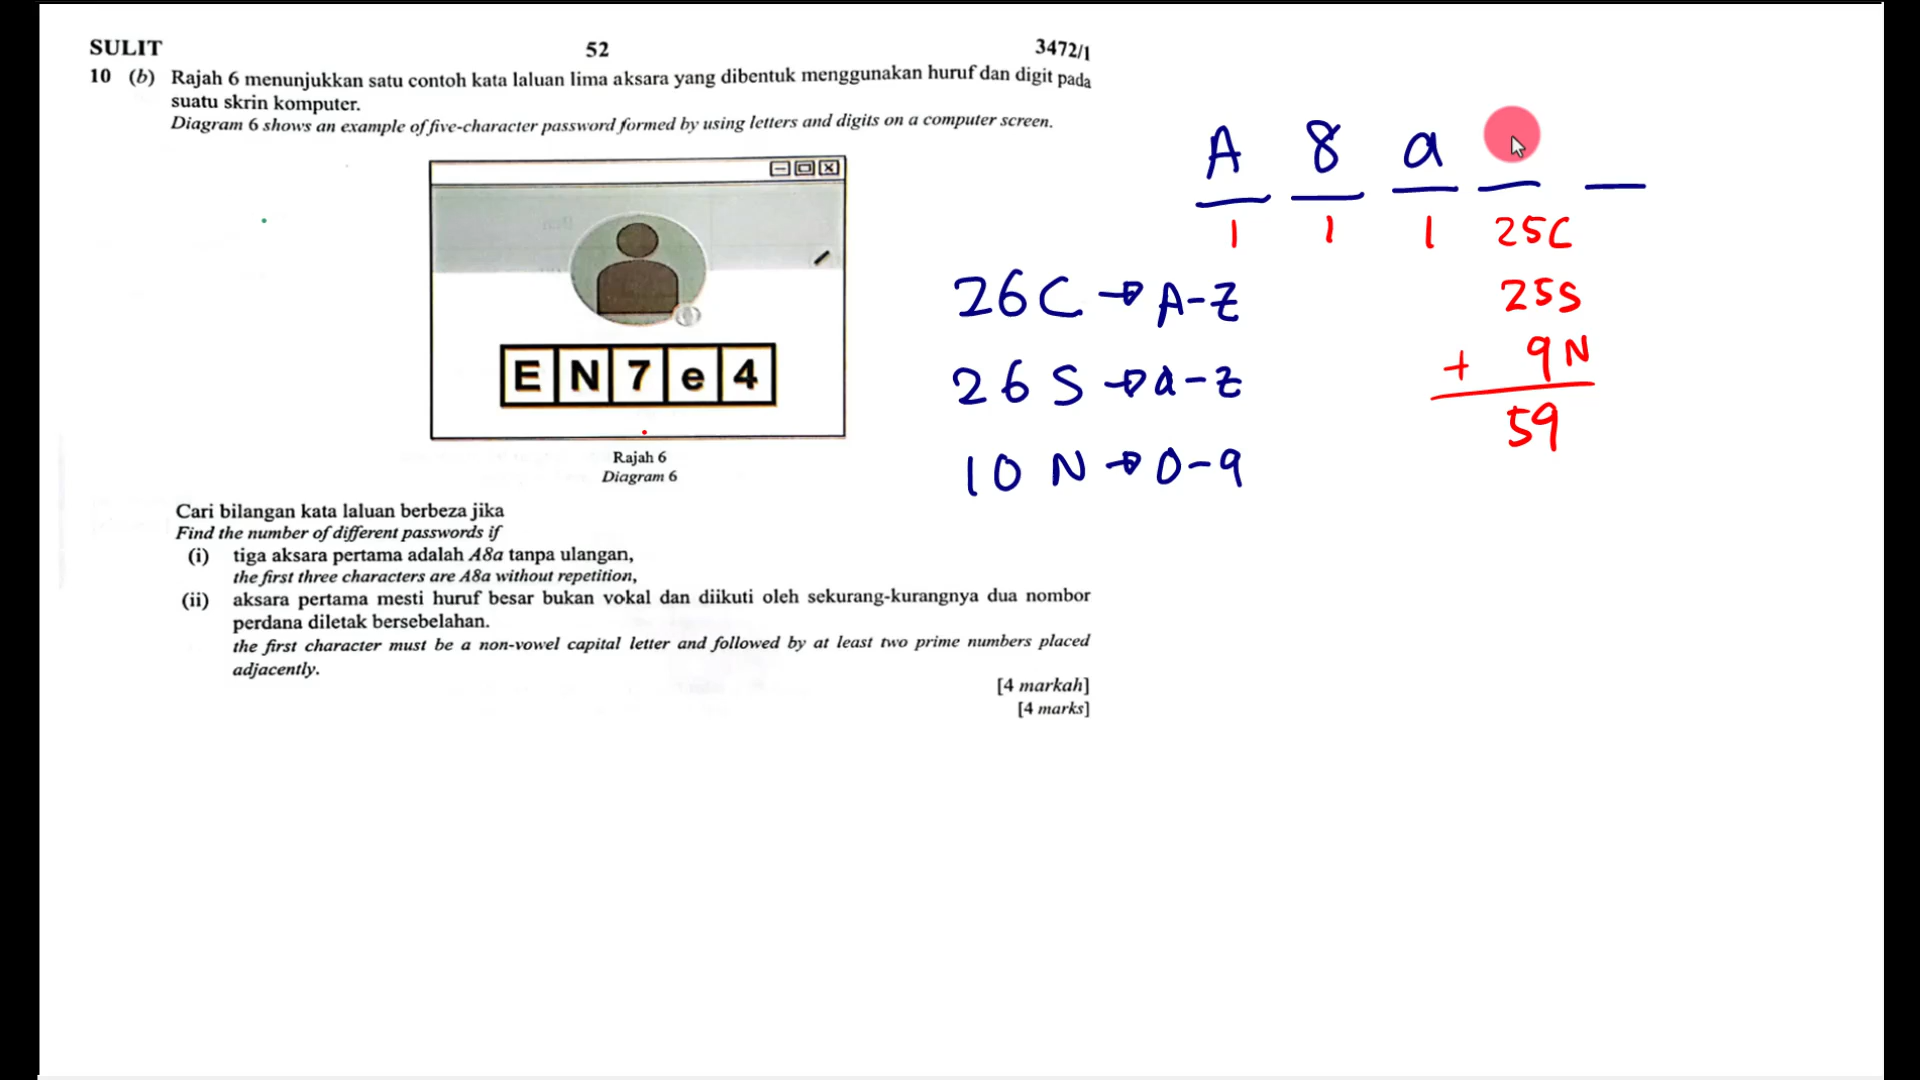 SULIT 52 3472/1
10 (b) Rajah 6 menunjukkan satu contoh kata laluan lima aksara yang dibentuk menggunakan huruf dan digit pada
suatu skrin komputer.
Diagram 6 shows an example of five-character password formed by using letters and digits on a computer screen.
E N 7 e 4
Rajah 6
Diagram 6
Cari bilangan kata laluan berbeza jika
Find the number of different passwords if
(i) tiga aksara pertama adalah A8a tanpa ulangan,
the first three characters are A8a without repetition,
(ii) aksara pertama mesti huruf besar bukan vokal dan diikuti oleh sekurang-kurangnya dua nombor
perdana diletak bersebelahan.
the first character must be a non-vowel capital letter and followed by at least two prime numbers placed
adjacently.
[4 markah]
[4 marks]
A 8 a
1 1 1 25C
25S
+ 9N
59
26C → A-Z
26 S → a-z
10 N → 0-9